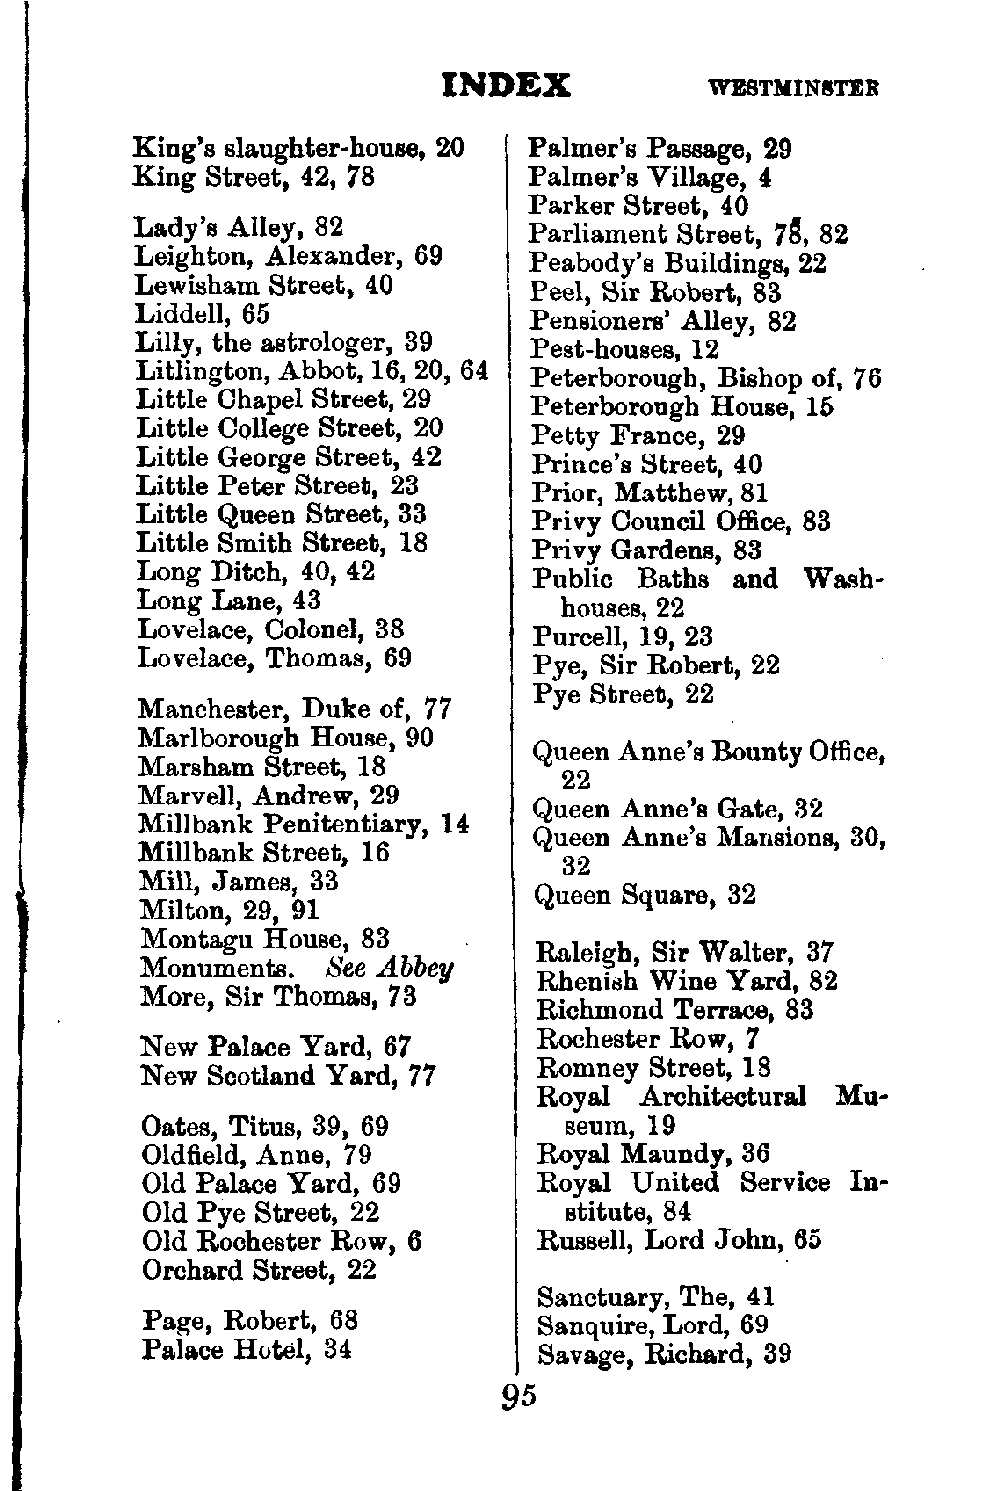 INDEX WESTMINSTER
King's slaughter-house, 20
King Street, 42, 78
Lady's Alley, 82
Leighton, Alexander, 69
Lewisham Street, 40
Liddell, 65
Lilly, the astrologer, 39
Litlington, Abbot, 16, 20, 64
Little Chapel Street, 29
Little College Street, 20
Little George Street, 42
Little Peter Street, 23
Little Queen Street, 33
Little Smith Street, 18
Long Ditch, 40, 42
Long Lane, 43
Lovelace, Colonel, 38
Lovelace, Thomas, 69
Manchester, Duke of, 77
Marlborough House, 90
Marsham Street, 18
Marvell, Andrew, 29
Millbank Penitentiary, 14
Millbank Street, 16
Mill, James, 33
Milton, 29, 91
Montagu House, 83
Monuments. See Abbey
More, Sir Thomas, 73
New Palace Yard, 67
New Scotland Yard, 77
Oates, Titus, 39, 69
Oldfield, Anne, 79
Old Palace Yard, 69
Old Pye Street, 22
Old Rochester Row, 6
Orchard Street, 22
Page, Robert, 68
Palace Hotel, 34
Palmer's Passage, 29
Palmer's Village, 4
Parker Street, 40
Parliament Street, 78, 82
Peabody's Buildings, 22
Peel, Sir Robert, 83
Pensioners' Alley, 82
Pest-houses, 12
Peterborough, Bishop of, 76
Peterborough House, 15
Petty France, 29
Prince's Street, 40
Prior, Matthew, 81
Privy Council Office, 83
Privy Gardens, 83
Public Baths and Wash-
houses, 22
Purcell, 19, 23
Pye, Sir Robert, 22
Pye Street, 22
Queen Anne's Bounty Office,
22
Queen Anne's Gate, 32
Queen Anne's Mansions, 30,
32
Queen Square, 32
Raleigh, Sir Walter, 37
Rhenish Wine Yard, 82
Richmond Terrace, 83
Rochester Row, 7
Romney Street, 18
Royal Architectural Mu-
seum, 19
Royal Maundy, 36
Royal United Service In-
stitute, 84
Russell, Lord John, 65
Sanctuary, The, 41
Sanquire, Lord, 69
Savage, Richard, 39
95